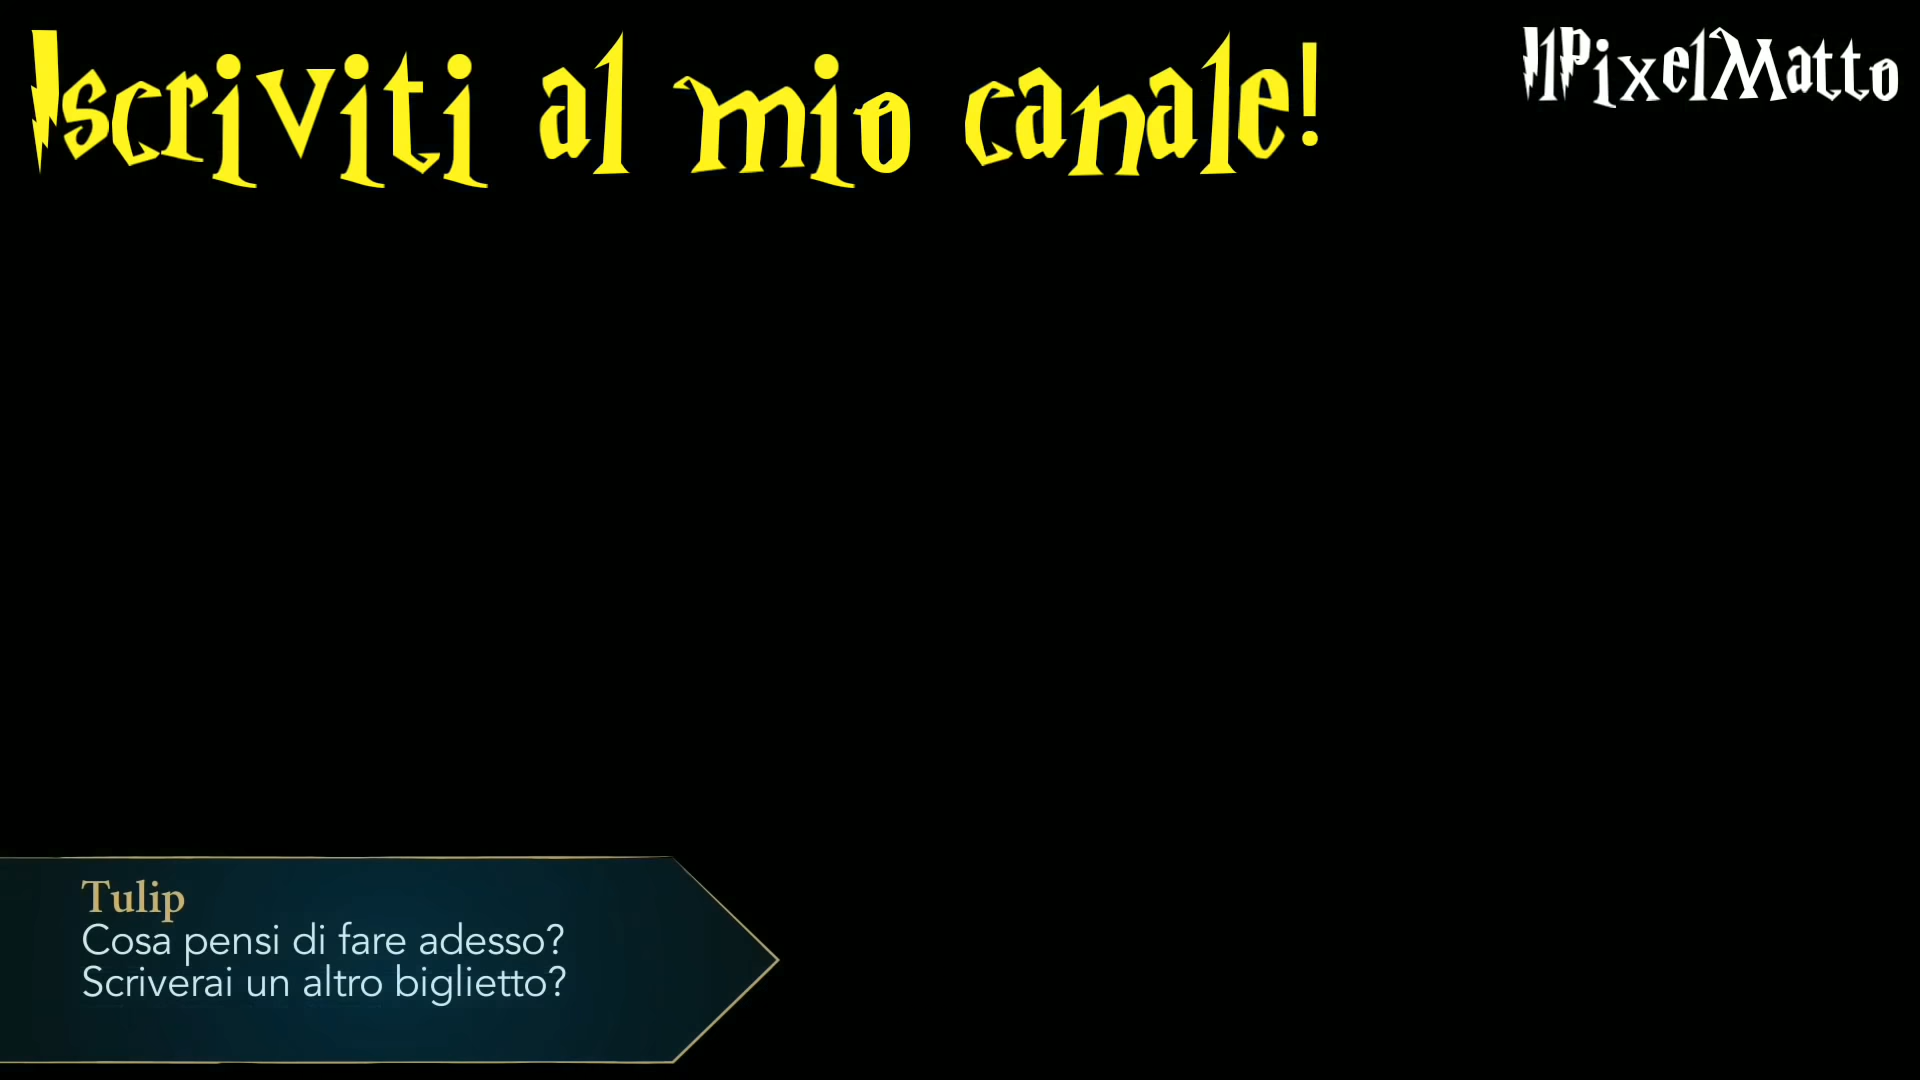 Iscriviti al mio canale!
IlPixelMatto
Tulip
Cosa pensi di fare adesso?
Scriverai un altro biglietto?